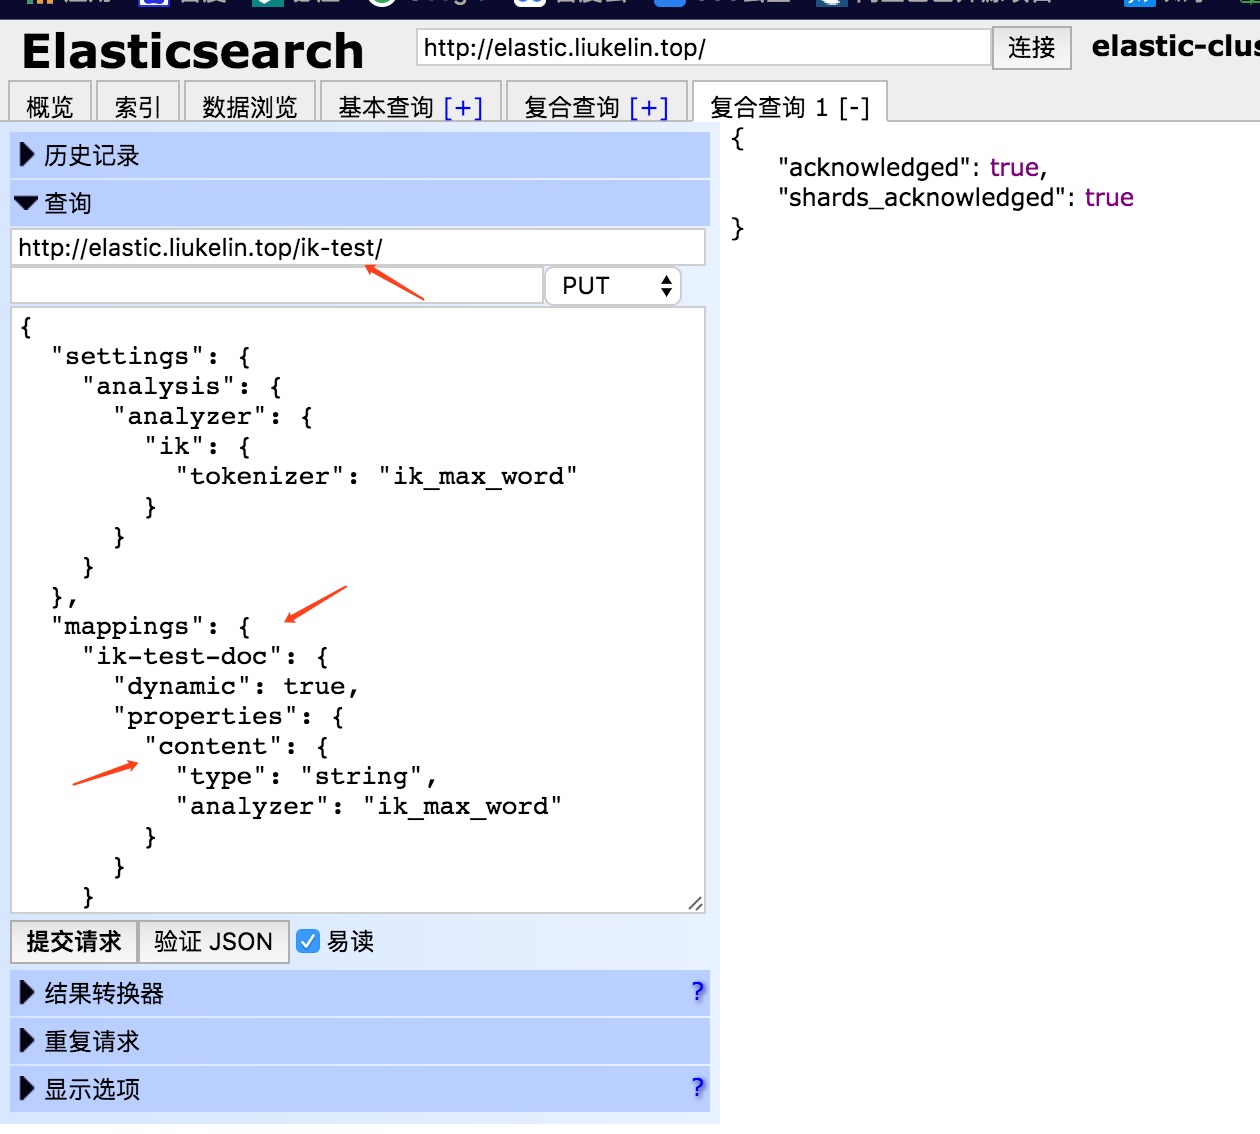 Elasticsearch
http://elastic.liukelin.top/
连接
elastic-clus
概览
索引
数据浏览
基本查询 [+]
复合查询 [+]
复合查询 1 [-]
历史记录
查询
http://elastic.liukelin.top/ik-test/
PUT
{
"settings": {
"analysis": {
"analyzer": {
"ik": {
"tokenizer": "ik_max_word"
}
}
}
},
"mappings": {
"ik-test-doc": {
"dynamic": true,
"properties": {
"content": {
"type": "string",
"analyzer": "ik_max_word"
}
}
}
提交请求
验证 JSON
易读
结果转换器 ?
重复请求
显示选项 ?
{
"acknowledged": true,
"shards_acknowledged": true
}